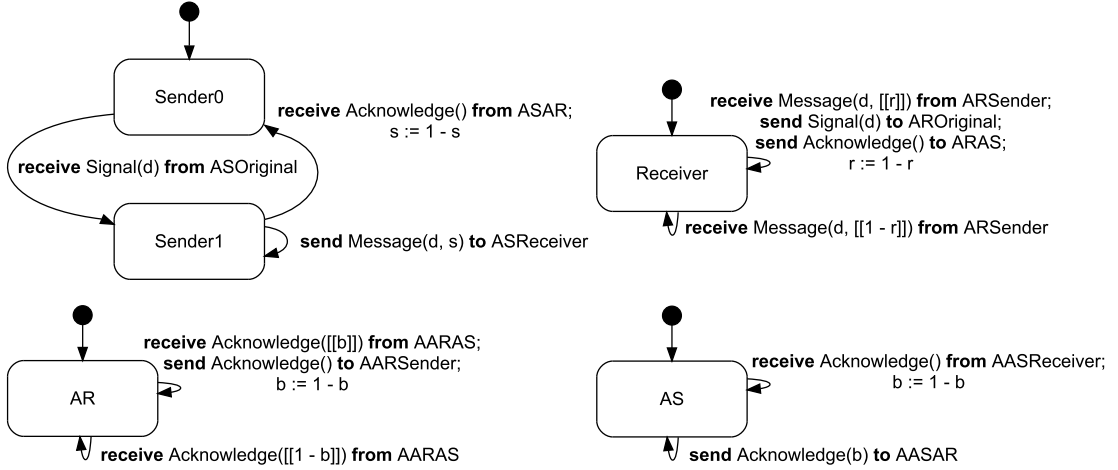 Sender0
receive Acknowledge() from ASAR;
s := 1 - s
receive Signal(d) from ASOriginal
Sender1
send Message(d, s) to ASReceiver
receive Message(d, [[r]]) from ARSender;
send Signal(d) to AROriginal;
send Acknowledge() to ARAS;
r := 1 - r
Receiver
receive Message(d, [[1 - r]]) from ARSender
receive Acknowledge([[b]]) from AARAS;
send Acknowledge() to AARSender;
b := 1 - b
AR
receive Acknowledge([[1 - b]]) from AARAS
receive Acknowledge() from AASReceiver;
b := 1 - b
AS
send Acknowledge(b) to AASAR